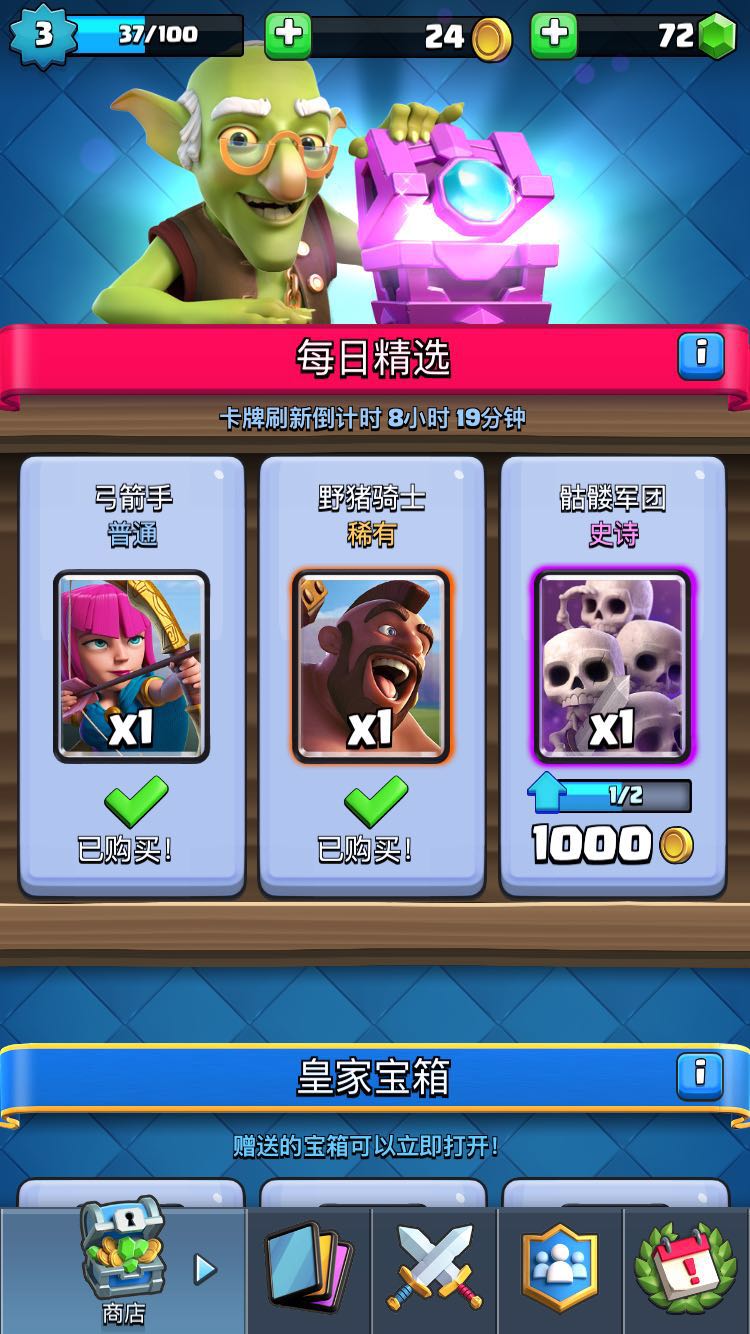 3
37/100
24
72
每日精选
卡牌刷新倒计时 8小时 19分钟
弓箭手
普通
x1
已购买!
野猪骑士
稀有
x1
已购买!
骷髅军团
史诗
x1
1/2
1000
皇家宝箱
赠送的宝箱可以立即打开!
商店